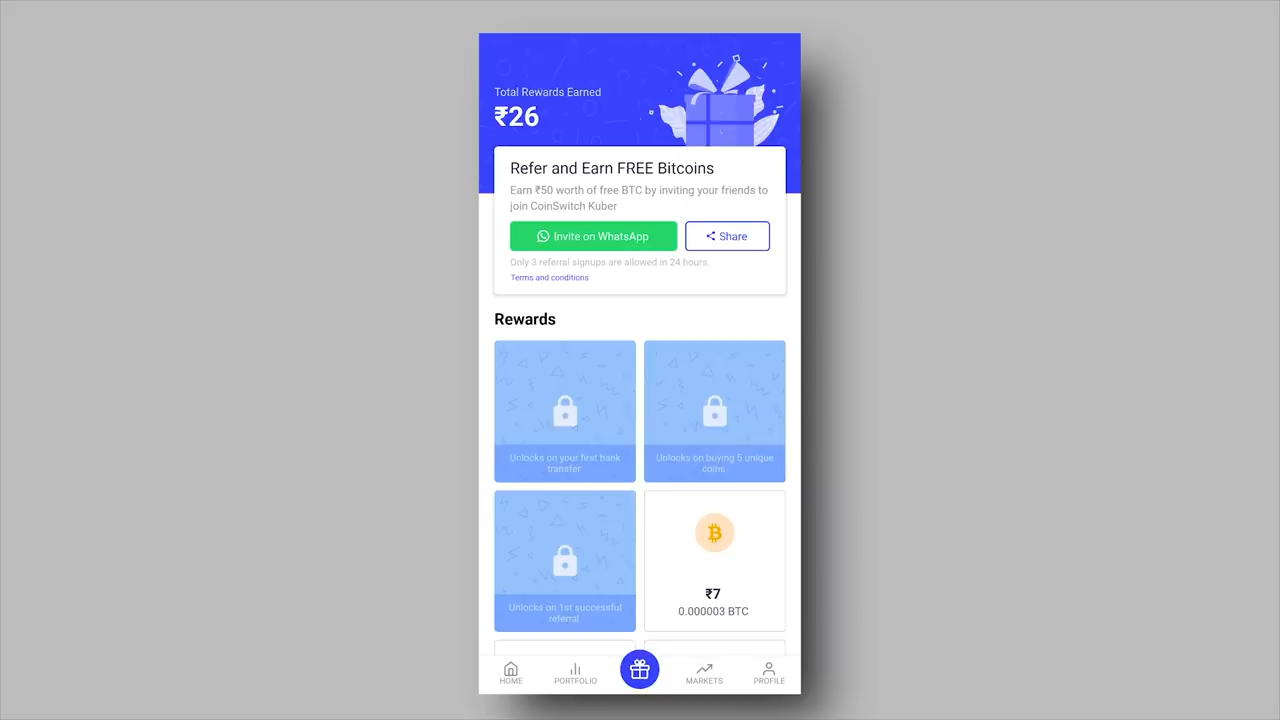 Total Rewards Earned
₹26
Refer and Earn FREE Bitcoins
Earn ₹50 worth of free BTC by inviting your friends to
join CoinSwitch Kuber
Invite on WhatsApp
Share
Only 3 referral signups are allowed in 24 hours.
Terms and conditions
Rewards
Unlocks on your first bank
transfer
Unlocks on buying 5 unique
coins
Unlocks on 1st successful
referral
₹7
0.000003 BTC
HOME
PORTFOLIO
MARKETS
PROFILE